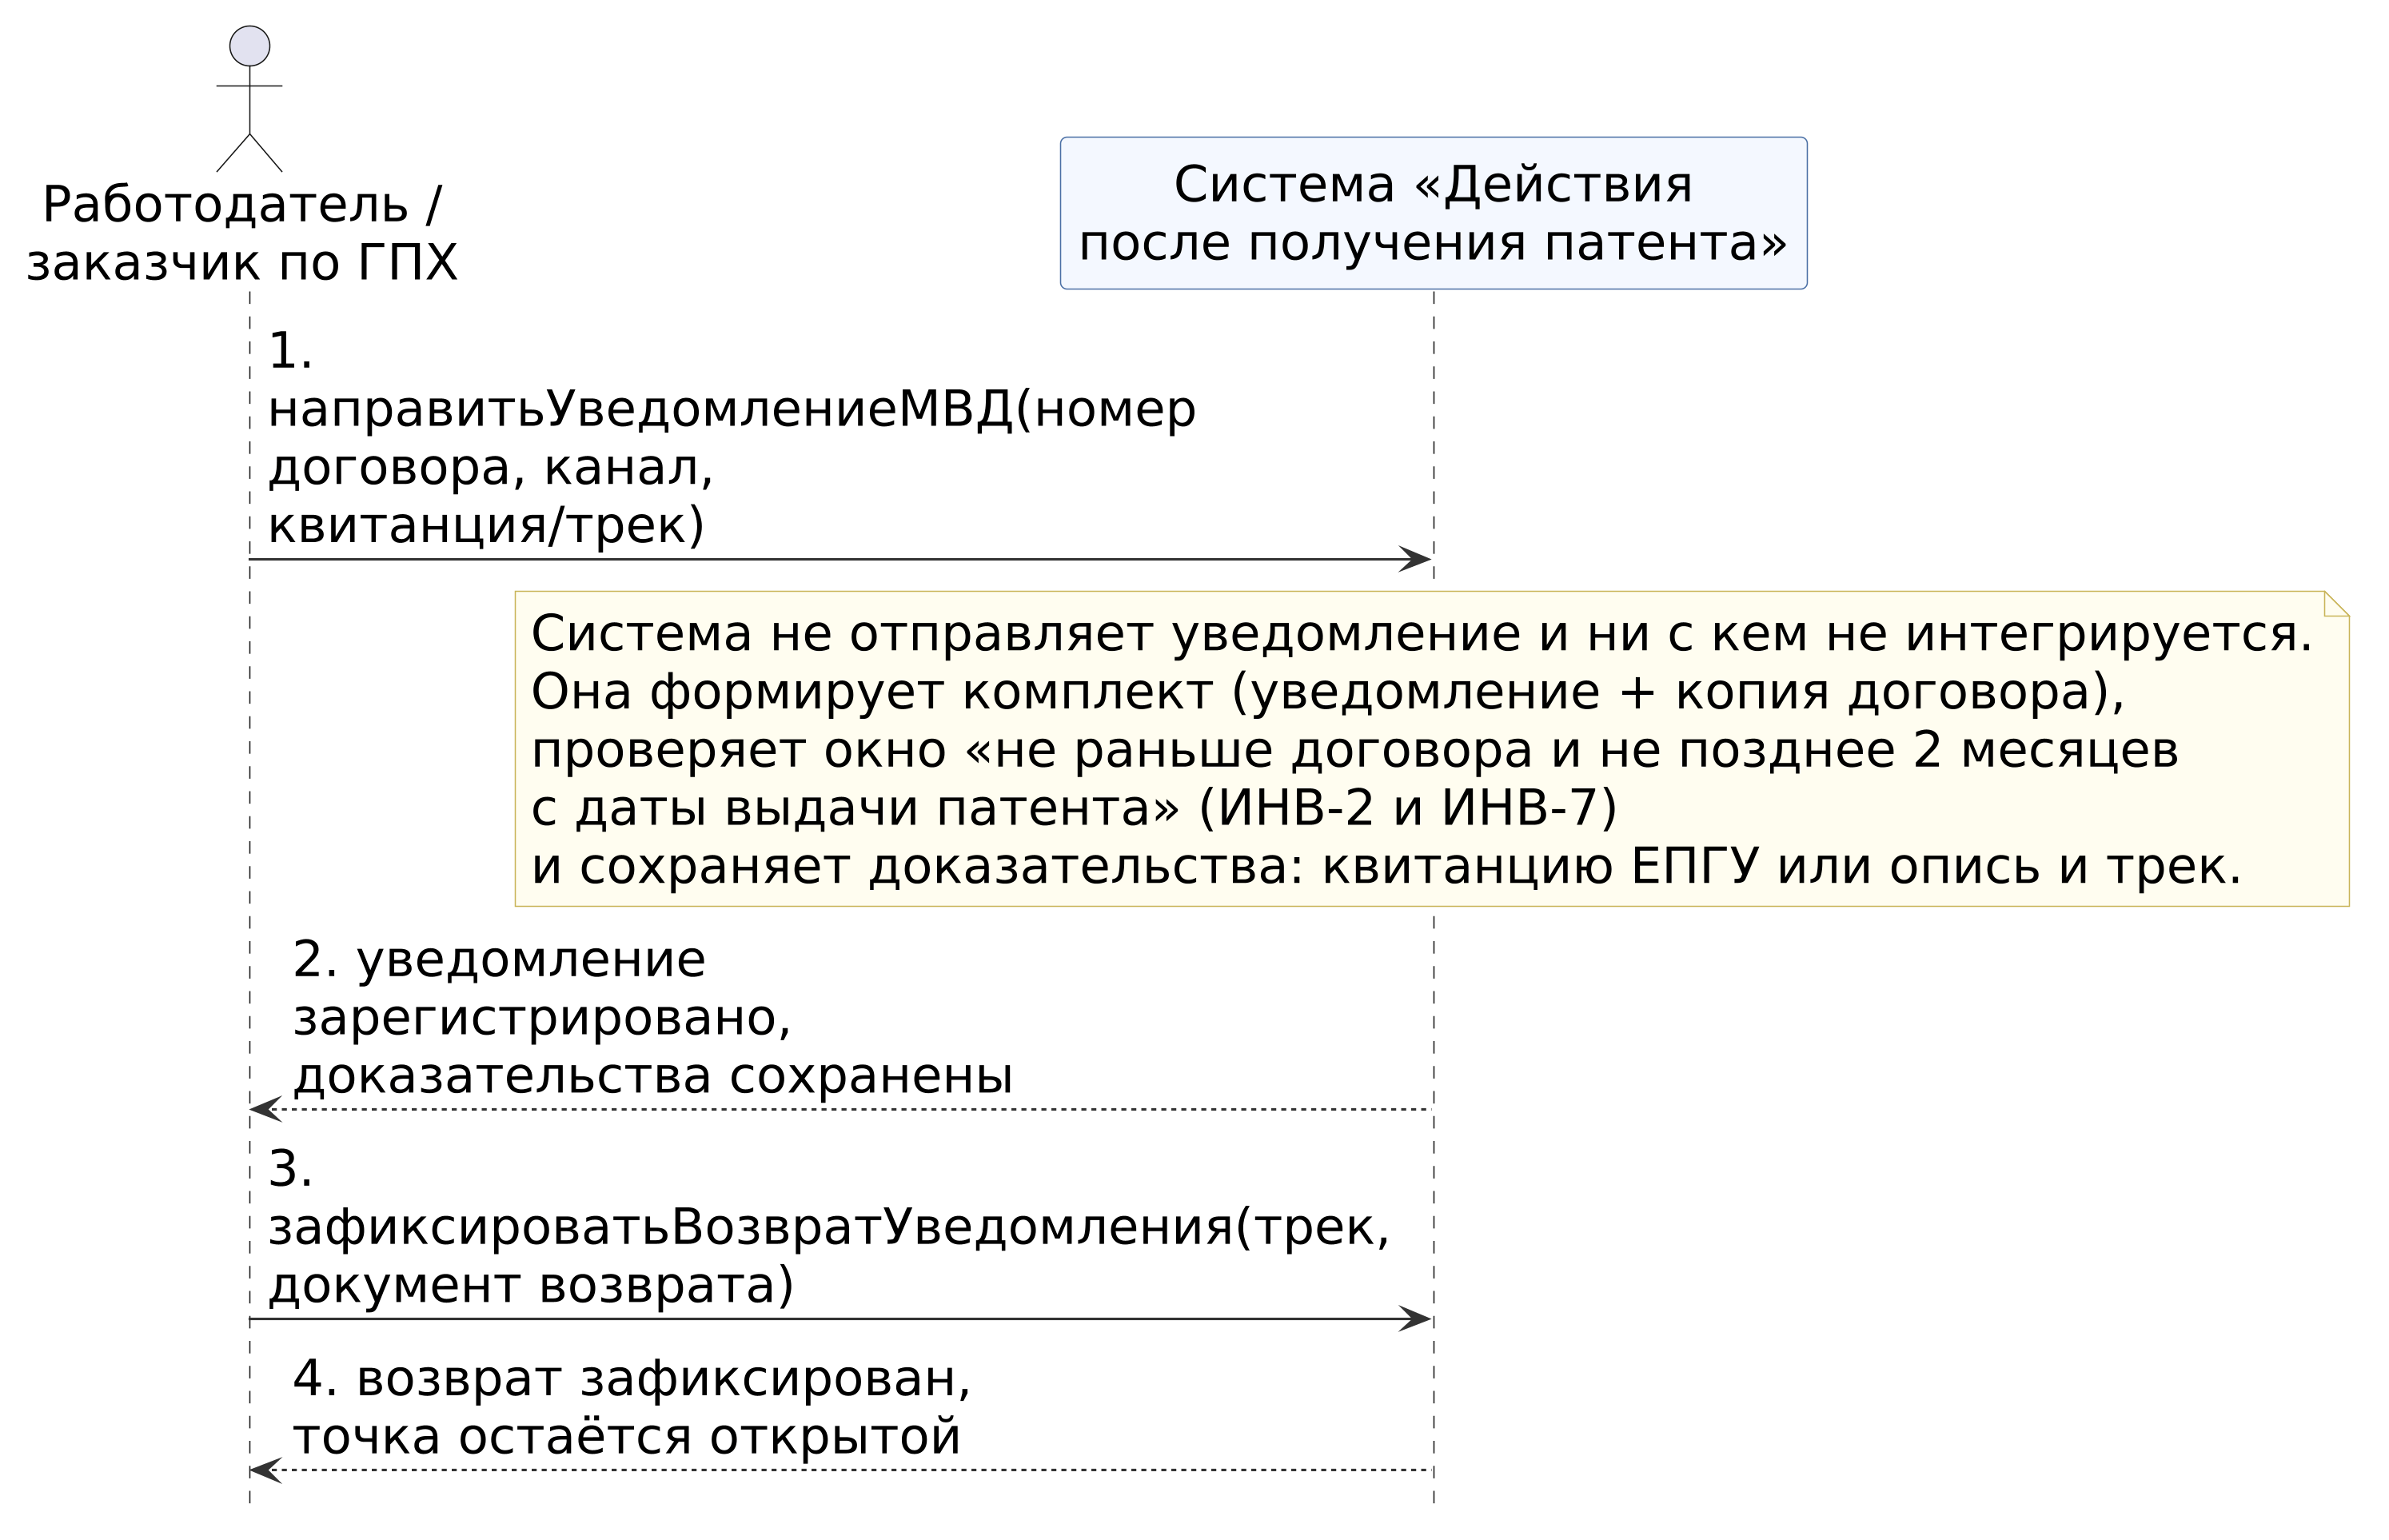 Работодатель /
заказчик по ГПХ
Система «Действия
после получения патента»
1.
направитьУведомлениеМВД(номер
договора, канал,
квитанция/трек)
Система не отправляет уведомление и ни с кем не интегрируется.
Она формирует комплект (уведомление + копия договора),
проверяет окно «не раньше договора и не позднее 2 месяцев
с даты выдачи патента» (ИНВ-2 и ИНВ-7)
и сохраняет доказательства: квитанцию ЕПГУ или опись и трек.
2. уведомление
зарегистрировано,
доказательства сохранены
3.
зафиксироватьВозвратУведомления(трек,
документ возврата)
4. возврат зафиксирован,
точка остаётся открытой